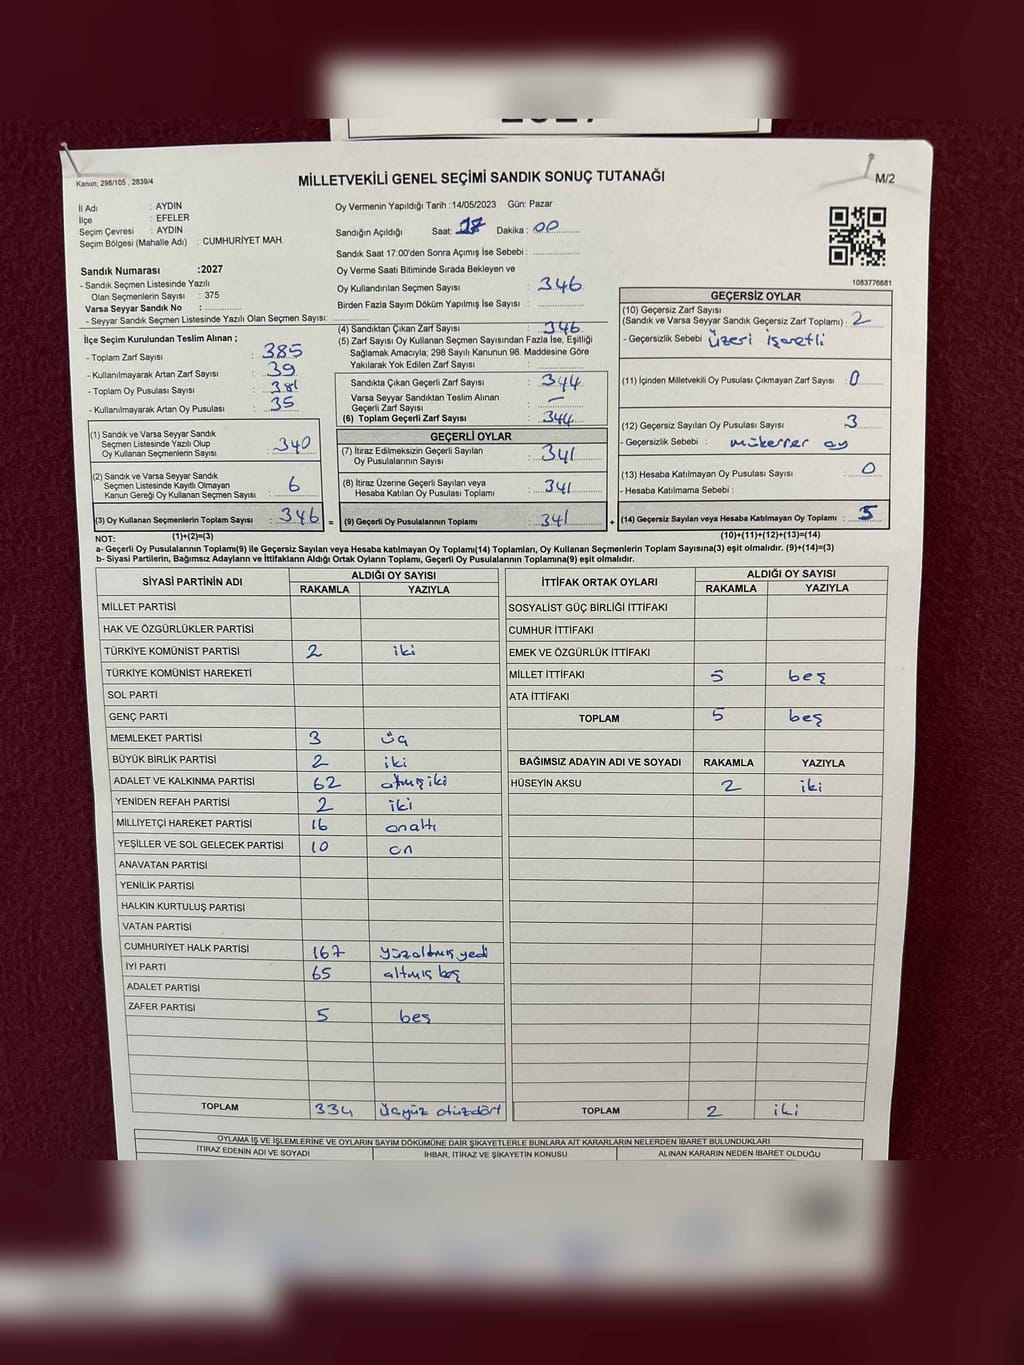 Kanun: 298/105 , 2839/4
MİLLETVEKİLİ GENEL SEÇİMİ SANDIK SONUÇ TUTANAĞI
M/2
İl Adı : AYDIN
İlçe : EFELER
Seçim Çevresi : AYDIN
Seçim Bölgesi (Mahalle Adı) : CUMHURİYET MAH.
Sandık Numarası :2027
- Sandık Seçmen Listesinde Yazılı
Olan Seçmenlerin Sayısı : 375
Varsa Seyyar Sandık No :
- Seyyar Sandık Seçmen Listesinde Yazılı Olan Seçmen Sayısı:
Oy Vermenin Yapıldığı Tarih :14/05/2023 Gün: Pazar
Sandığın Açıldığı Saat: 17 Dakika : 00
Sandık Saat 17:00'den Sonra Açımış İse Sebebi :
Oy Verme Saati Bitiminde Sırada Bekleyen ve
Oy Kullandırılan Seçmen Sayısı : 346
Birden Fazla Sayım Döküm Yapılmış İse Sayısı :
1083776681
İlçe Seçim Kurulundan Teslim Alınan ;
- Toplam Zarf Sayısı : 385
- Kullanılmayarak Artan Zarf Sayısı : 39
- Toplam Oy Pusulası Sayısı : 381
- Kullanılmayarak Artan Oy Pusulası : 35
(1) Sandık ve Varsa Seyyar Sandık
Seçmen Listesinde Yazılı Olup
Oy Kullanan Seçmenlerin Sayısı : 340
(2) Sandık ve Varsa Seyyar Sandık
Seçmen Listesinde Kayıtlı Olmayan
Kanun Gereği Oy Kullanan Seçmen Sayısı : 6
(3) Oy Kullanan Seçmenlerin Toplam Sayısı : 346 =
(4) Sandıktan Çıkan Zarf Sayısı : 346
(5) Zarf Sayısı Oy Kullanan Seçmen Sayısından Fazla İse, Eşitliği
Sağlamak Amacıyla; 298 Sayılı Kanunun 98. Maddesine Göre
Yakılarak Yok Edilen Zarf Sayısı :
Sandıkta Çıkan Geçerli Zarf Sayısı : 344
Varsa Seyyar Sandıktan Teslim Alınan
Geçerli Zarf Sayısı : —
(6) Toplam Geçerli Zarf Sayısı : 344
GEÇERLİ OYLAR
(7) İtiraz Edilmeksizin Geçerli Sayılan
Oy Pusulalarının Sayısı : 341
(8) İtiraz Üzerine Geçerli Sayılan veya
Hesaba Katılan Oy Pusulası Toplamı : 341
(9) Geçerli Oy Pusulalarının Toplamı : 341 +
GEÇERSİZ OYLAR
(10) Geçersiz Zarf Sayısı
(Sandık ve Varsa Seyyar Sandık Geçersiz Zarf Toplamı) : 2
- Geçersizlik Sebebi : üzeri işaretli
(11) İçinden Milletvekili Oy Pusulası Çıkmayan Zarf Sayısı : 0
(12) Geçersiz Sayılan Oy Pusulası Sayısı : 3
- Geçersizlik Sebebi : mükerrer oy
(13) Hesaba Katılmayan Oy Pusulası Sayısı : 0
- Hesaba Katılmama Sebebi :
(14) Geçersiz Sayılan veya Hesaba Katılmayan Oy Toplamı : 5
NOT: (1)+(2)=(3) (10)+(11)+(12)+(13)=(14)
a- Geçerli Oy Pusulalarının Toplamı(9) ile Geçersiz Sayılan veya Hesaba katılmayan Oy Toplamı(14) Toplamları, Oy Kullanan Seçmenlerin Toplam Sayısına(3) eşit olmalıdır. (9)+(14)=(3)
b- Siyasi Partilerin, Bağımsız Adayların ve İttifakların Aldığı Ortak Oyların Toplamı, Geçerli Oy Pusulalarının Toplamına(9) eşit olmalıdır.
SİYASİ PARTİNİN ADI ALDIĞI OY SAYISI
RAKAMLA YAZIYLA
MİLLET PARTİSİ
HAK VE ÖZGÜRLÜKLER PARTİSİ
TÜRKİYE KOMÜNİST PARTİSİ 2 iki
TÜRKİYE KOMÜNİST HAREKETİ
SOL PARTİ
GENÇ PARTİ
MEMLEKET PARTİSİ 3 üç
BÜYÜK BİRLİK PARTİSİ 2 iki
ADALET VE KALKINMA PARTİSİ 62 atmış iki
YENİDEN REFAH PARTİSİ 2 iki
MİLLİYETÇİ HAREKET PARTİSİ 16 onaltı
YEŞİLLER VE SOL GELECEK PARTİSİ 10 on
ANAVATAN PARTİSİ
YENİLİK PARTİSİ
HALKIN KURTULUŞ PARTİSİ
VATAN PARTİSİ
CUMHURİYET HALK PARTİSİ 167 yüzaltmış yedi
İYİ PARTİ 65 altmış beş
ADALET PARTİSİ
ZAFER PARTİSİ 5 beş
TOPLAM 334 üçyüz otuzdört
İTTİFAK ORTAK OYLARI ALDIĞI OY SAYISI
RAKAMLA YAZIYLA
SOSYALİST GÜÇ BİRLİĞİ İTTİFAKI
CUMHUR İTTİFAKI
EMEK VE ÖZGÜRLÜK İTTİFAKI
MİLLET İTTİFAKI 5 beş
ATA İTTİFAKI
TOPLAM 5 beş
BAĞIMSIZ ADAYIN ADI VE SOYADI RAKAMLA YAZIYLA
HÜSEYİN AKSU 2 iki
TOPLAM 2 iki
OYLAMA İŞ VE İŞLEMLERİNE VE OYLARIN SAYIM DÖKÜMÜNE DAİR ŞİKAYETLERLE BUNLARA AİT KARARLARIN NELERDEN İBARET BULUNDUKLARI
İTİRAZ EDENİN ADI VE SOYADI İHBAR, İTİRAZ VE ŞİKAYETİN KONUSU ALINAN KARARIN NEDEN İBARET OLDUĞU